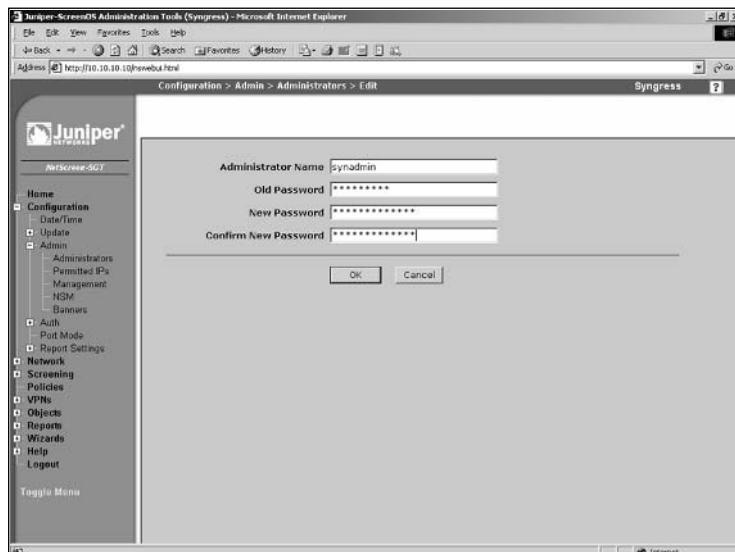 Juniper-ScreenOS Administration Tools (Syngress) - Microsoft Internet Explorer
File Edit View Favorites Tools Help
Back Search Favorites History
Address http://10.10.10.10/nswebui.html Go
Configuration > Admin > Administrators > Edit Syngress ?
Juniper
NETWORKS
NetScreen-5GT
Home
Configuration
Date/Time
Update
Admin
Administrators
Permitted IPs
Management
NSM
Banners
Auth
Port Mode
Report Settings
Network
Screening
Policies
VPNs
Objects
Reports
Wizards
Help
Logout
Toggle Menu
Administrator Name synadmin
Old Password *********
New Password *************
Confirm New Password *************
OK Cancel
Internet